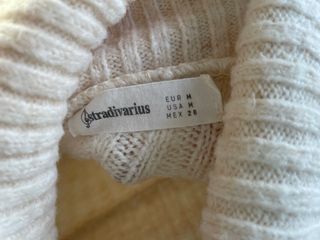 stradivarius
EUR M
USA M
MEX 28